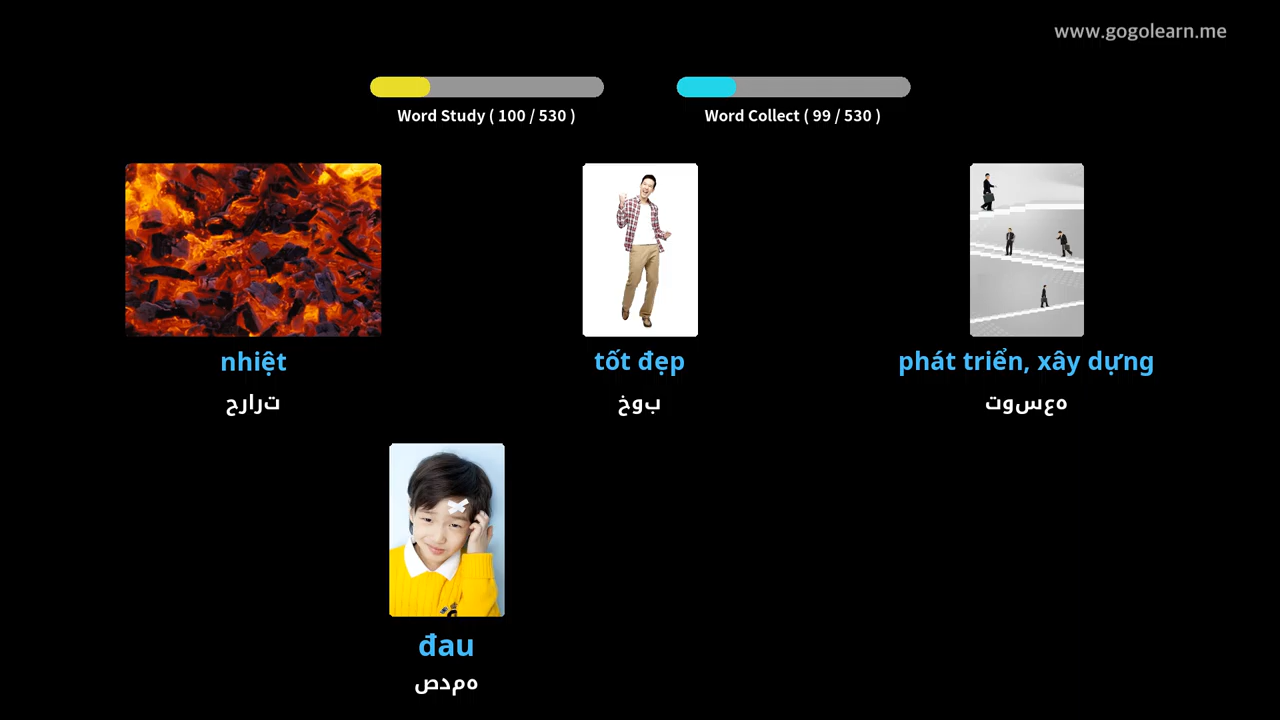 www.gogolearn.me
Word Study ( 100 / 530 )
Word Collect ( 99 / 530 )
nhiệt
ترارح
tốt đẹp
بوخ
phát triển, xây dựng
هعسوت
đau
همدص